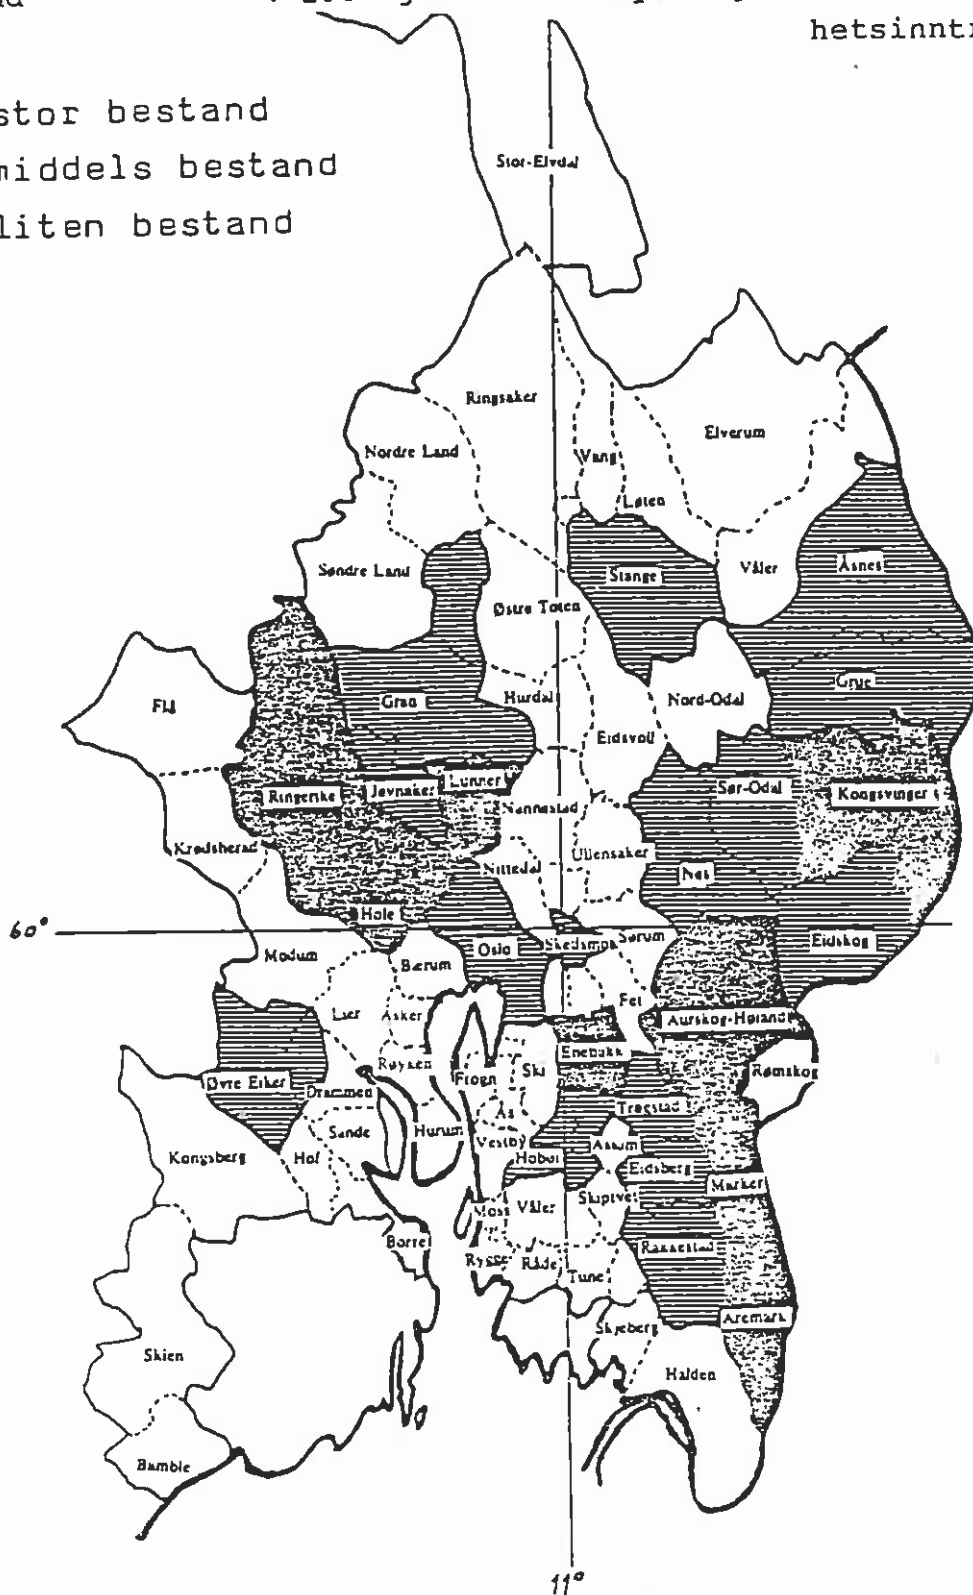 hetsinntr
stor bestand
middels bestand
liten bestand
Stor-Elvdal
Ringsaker
Elverum
Nordre Land
Vang
Løten
Søndre Land
Stange
Våler
Åsnes
Østre Toten
Flå
Gran
Hurdal
Nord-Odal
Grue
Eidsvoll
Ringerike
Jevnaker
Lunner
Sør-Odal
Kongsvinger
Nannestad
Krødsherad
Nittedal
Ullensaker
Nes
Hole
60°
Modum
Bærum
Oslo
Skedsmo
Sørum
Eidskog
Lier
Asker
Fet
Aurskog-Høland
Røyken
Enebakk
Rømskog
Øvre Eiker
Drammen
Frogn
Ski
Trøgstad
Ås
Sande
Hurum
Vestby
Askim
Kongsberg
Hof
Hobøl
Eidsberg
Marker
Moss
Våler
Skiptvet
Borre
Rygge
Råde
Rakkestad
Tune
Skjeberg
Aremark
Skien
Halden
Bamble
11°